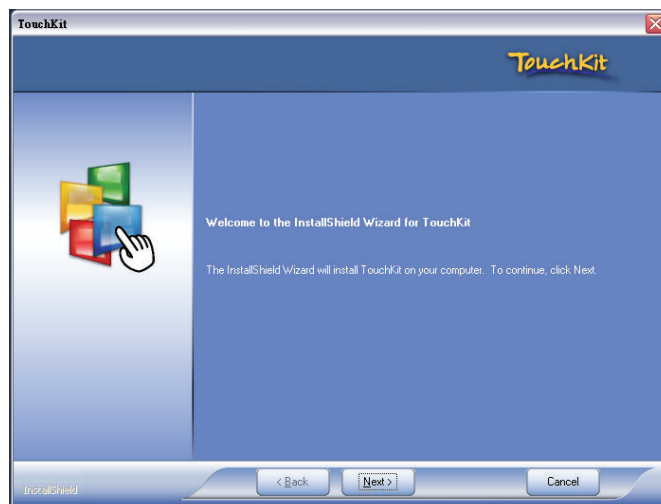 TouchKit
TouchKit
Welcome to the InstallShield Wizard for TouchKit
The InstallShield Wizard will install TouchKit on your computer. To continue, click Next.
InstallShield
< Back
Next >
Cancel